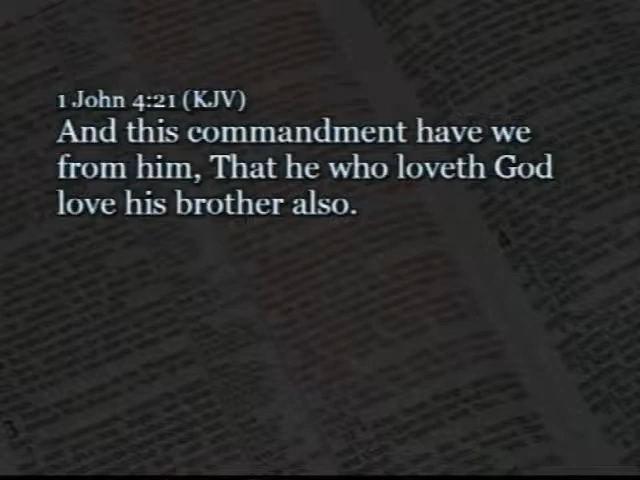 1 John 4:21 (KJV)
And this commandment have we
from him, That he who loveth God
love his brother also.